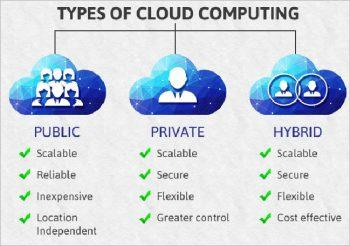 TYPES OF CLOUD COMPUTING
PUBLIC
Scalable
Reliable
Inexpensive
Location
Independent
PRIVATE
Scalable
Secure
Flexible
Greater control
HYBRID
Scalable
Secure
Flexible
Cost effective